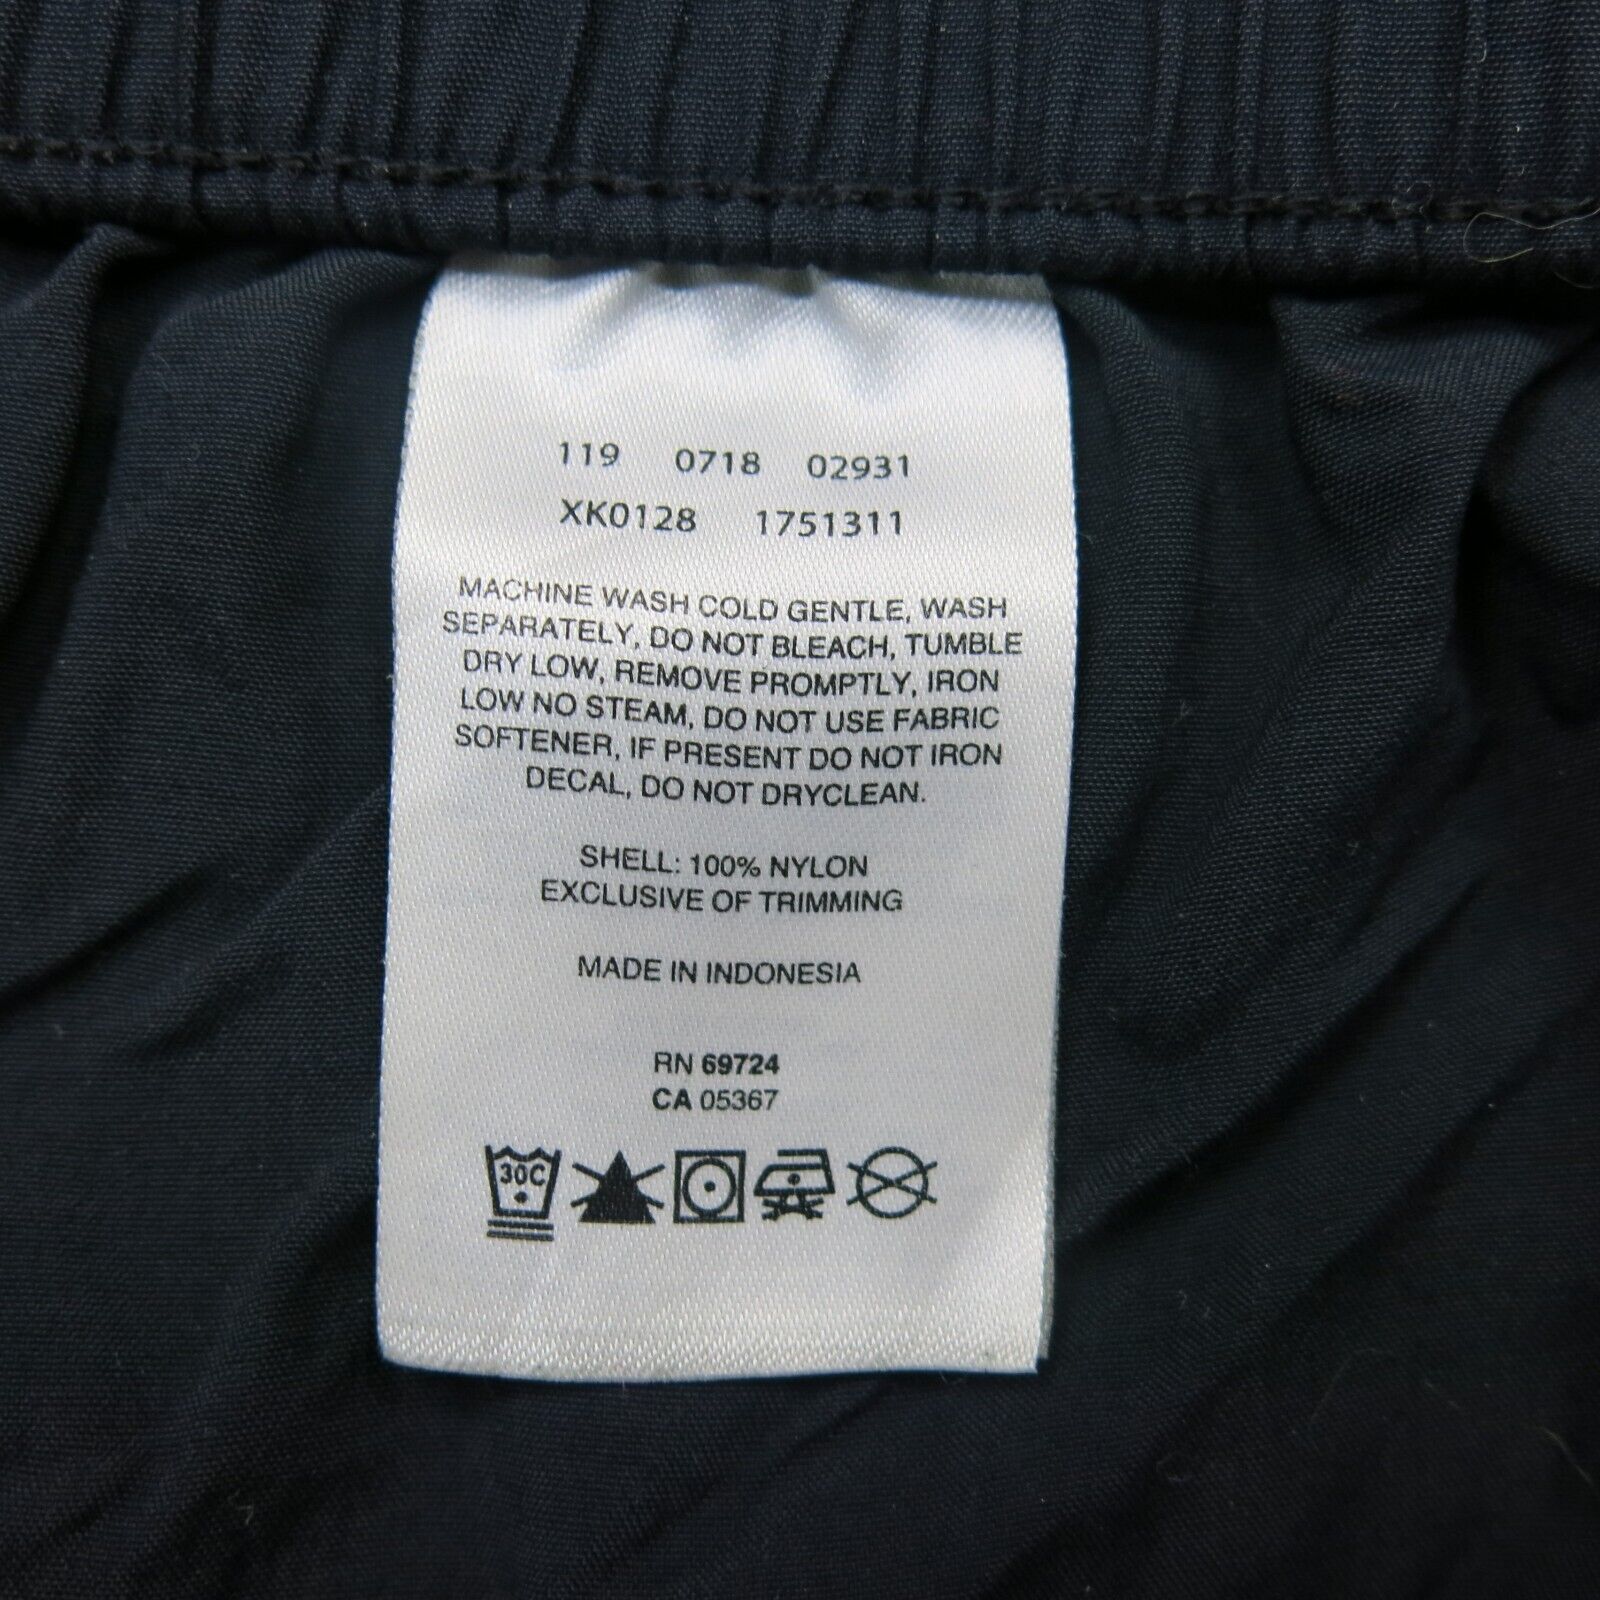 119 0718 02931
XK0128 1751311
MACHINE WASH COLD GENTLE, WASH
SEPARATELY, DO NOT BLEACH, TUMBLE
DRY LOW, REMOVE PROMPTLY, IRON
LOW NO STEAM, DO NOT USE FABRIC
SOFTENER, IF PRESENT DO NOT IRON
DECAL, DO NOT DRYCLEAN.
SHELL: 100% NYLON
EXCLUSIVE OF TRIMMING
MADE IN INDONESIA
RN 69724
CA 05367
30C